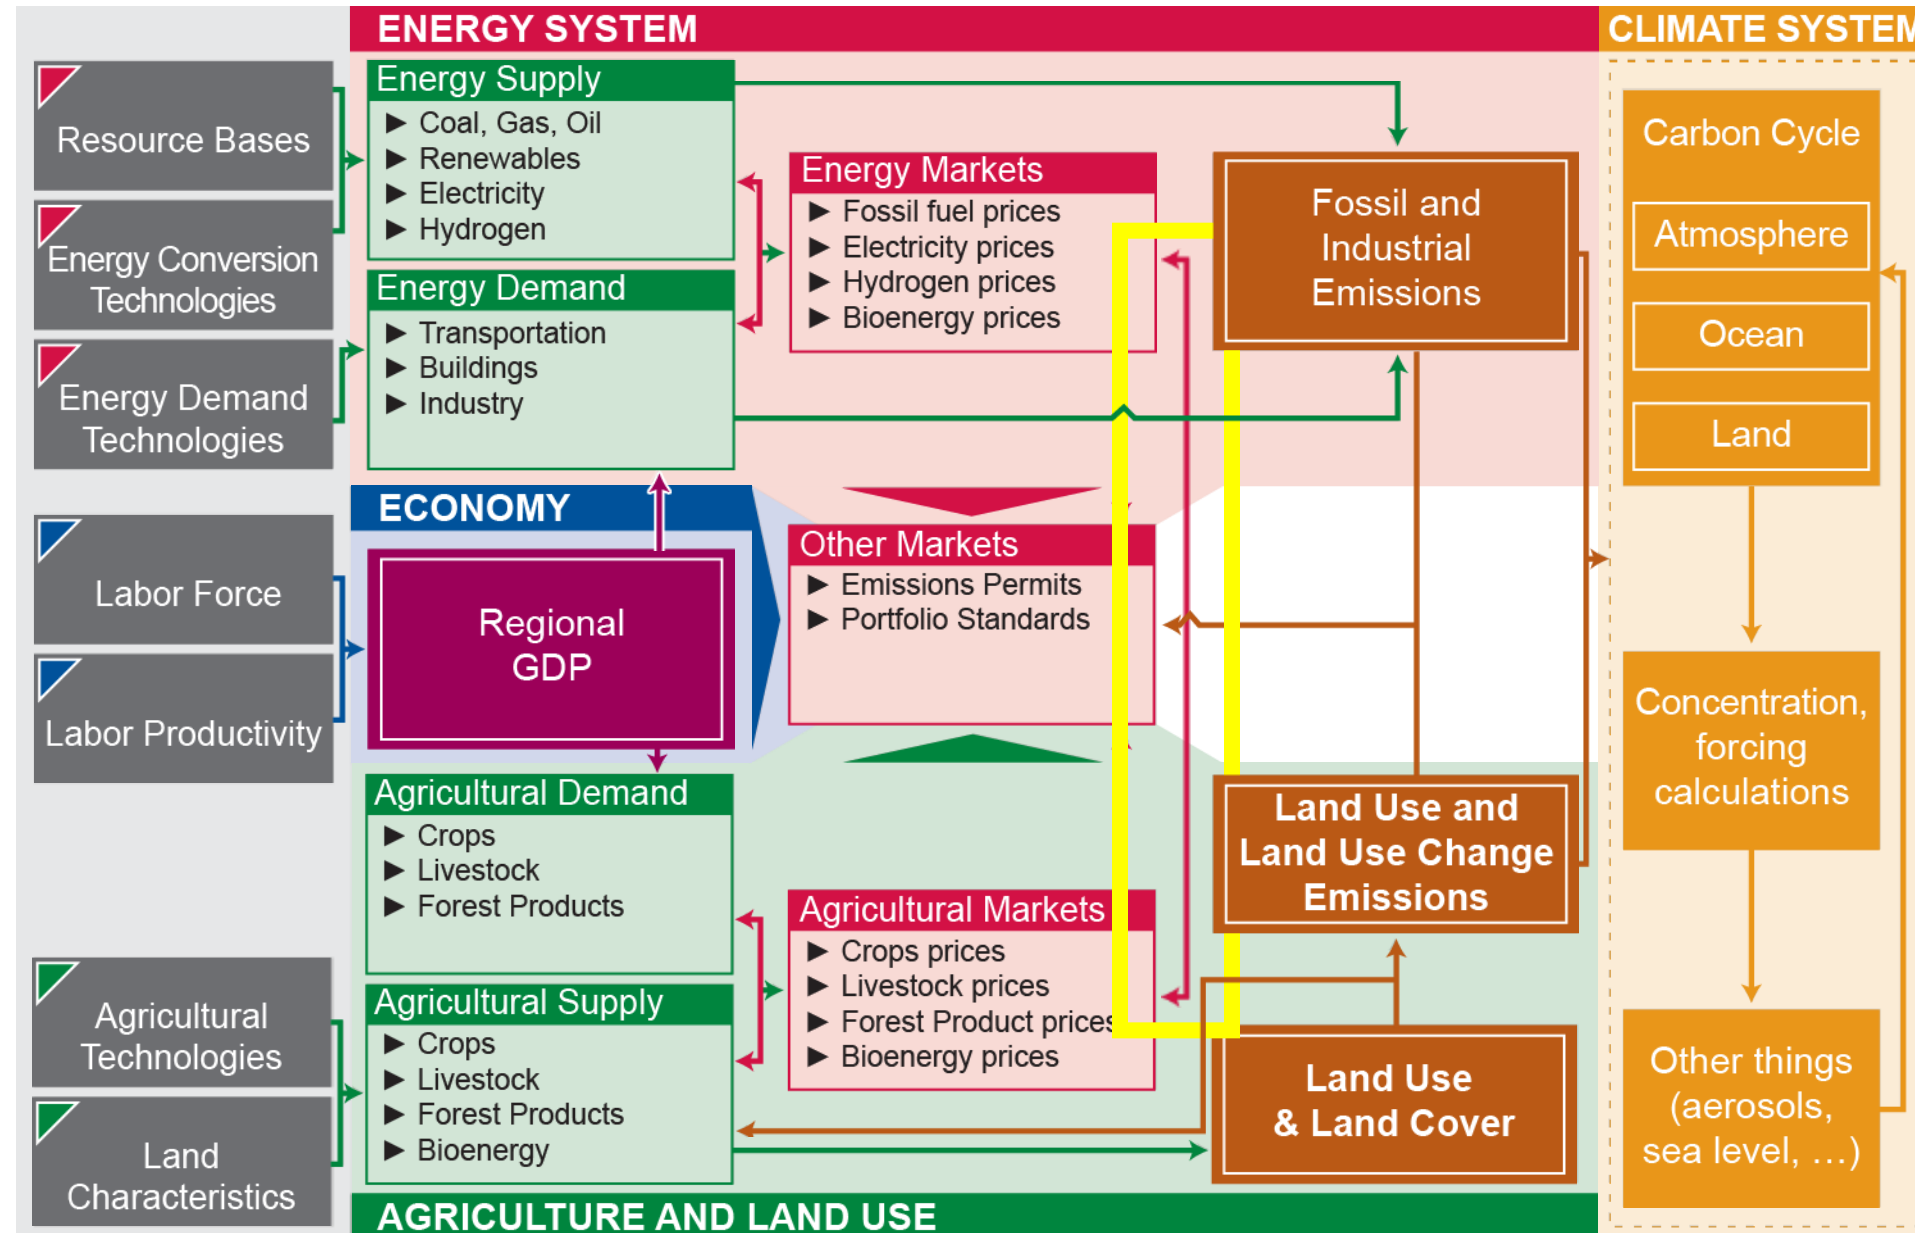 ENERGY SYSTEM
CLIMATE SYSTEM
Resource Bases
Energy Conversion
Technologies
Energy Demand
Technologies
Labor Force
Labor Productivity
Agricultural
Technologies
Land
Characteristics
Energy Supply
► Coal, Gas, Oil
► Renewables
► Electricity
► Hydrogen
Energy Demand
► Transportation
► Buildings
► Industry
Energy Markets
► Fossil fuel prices
► Electricity prices
► Hydrogen prices
► Bioenergy prices
Fossil and
Industrial
Emissions
ECONOMY
Regional
GDP
Other Markets
► Emissions Permits
► Portfolio Standards
Agricultural Demand
► Crops
► Livestock
► Forest Products
Agricultural Supply
► Crops
► Livestock
► Forest Products
► Bioenergy
Agricultural Markets
► Crops prices
► Livestock prices
► Forest Product prices
► Bioenergy prices
Land Use and
Land Use Change
Emissions
Land Use
& Land Cover
AGRICULTURE AND LAND USE
Carbon Cycle
Atmosphere
Ocean
Land
Concentration,
forcing
calculations
Other things
(aerosols,
sea level, …)